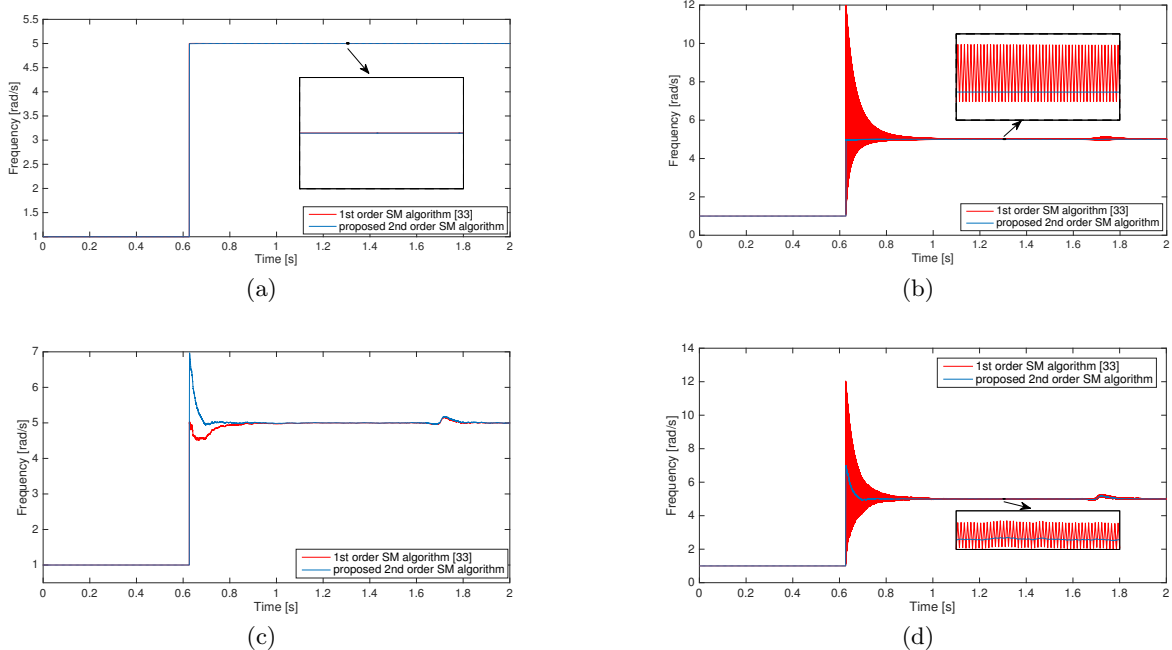 5.5
5
4.5
4
3.5
3
2.5
2
1.5
1
Frequency [rad/s]
1st order SM algorithm [33]
proposed 2nd order SM algorithm
0 0.2 0.4 0.6 0.8 1 1.2 1.4 1.6 1.8 2
Time [s]
(a)
12
10
8
6
4
2
0
Frequency [rad/s]
1st order SM algorithm [33]
proposed 2nd order SM algorithm
0 0.2 0.4 0.6 0.8 1 1.2 1.4 1.6 1.8 2
Time [s]
(b)
7
6
5
4
3
2
1
Frequency [rad/s]
1st order SM algorithm [33]
proposed 2nd order SM algorithm
0 0.2 0.4 0.6 0.8 1 1.2 1.4 1.6 1.8 2
Time [s]
(c)
14
12
10
8
6
4
2
0
Frequency [rad/s]
1st order SM algorithm [33]
proposed 2nd order SM algorithm
0 0.2 0.4 0.6 0.8 1 1.2 1.4 1.6 1.8 2
Time [s]
(d)